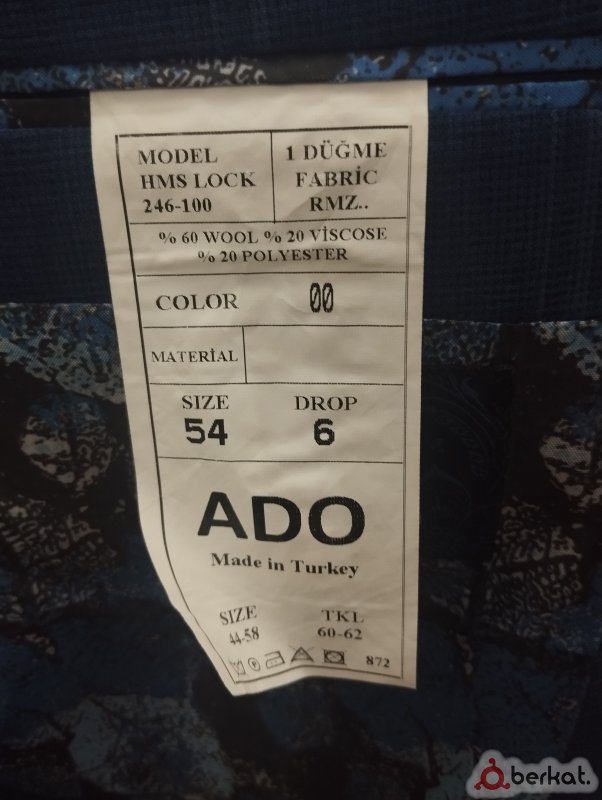 MODEL
HMS LOCK
246-100
1 DÜĞME
FABRİC
RMZ..
% 60 WOOL % 20 VİSCOSE
% 20 POLYESTER
COLOR 00
MATERİAL
SIZE DROP
54 6
ADO
Made in Turkey
SIZE TKL
44-58 60-62
872
berkat.